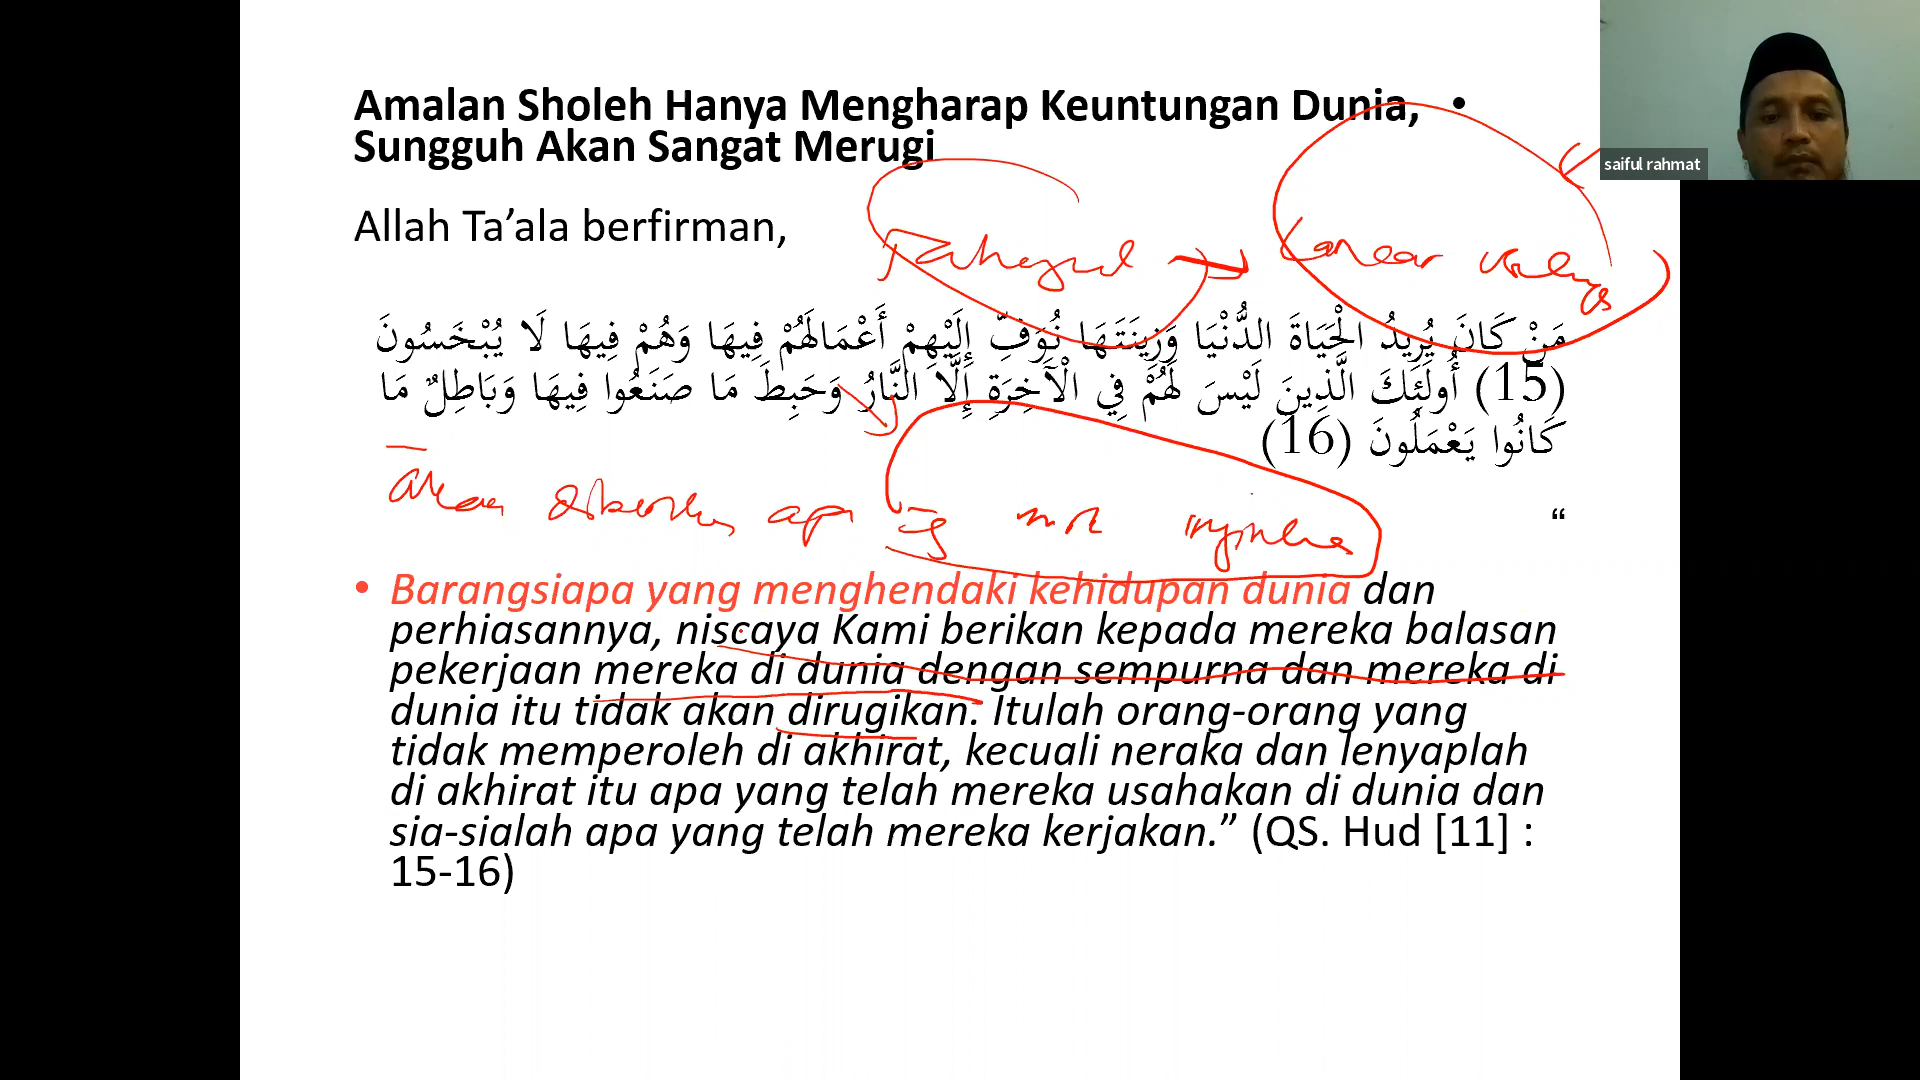 Amalan Sholeh Hanya Mengharap Keuntungan Dunia, •
Sungguh Akan Sangat Merugi
saiful rahmat
Allah Ta’ala berfirman,
مَنْ كَانَ يُرِيدُ الْحَيَاةَ الدُّنْيَا وَزِينَتَهَا نُوَفِّ إِلَيْهِمْ أَعْمَالَهُمْ فِيهَا وَهُمْ فِيهَا لَا يُبْخَسُونَ
(15) أُولَئِكَ الَّذِينَ لَيْسَ لَهُمْ فِي الْآَخِرَةِ إِلَّا النَّارُ وَحَبِطَ مَا صَنَعُوا فِيهَا وَبَاطِلٌ مَا
كَانُوا يَعْمَلُونَ (16)
akan apa yg
“
• Barangsiapa yang menghendaki kehidupan dunia dan
perhiasannya, niscaya Kami berikan kepada mereka balasan
pekerjaan mereka di dunia dengan sempurna dan mereka di
dunia itu tidak akan dirugikan. Itulah orang-orang yang
tidak memperoleh di akhirat, kecuali neraka dan lenyaplah
di akhirat itu apa yang telah mereka usahakan di dunia dan
sia-sialah apa yang telah mereka kerjakan.” (QS. Hud [11] :
15-16)